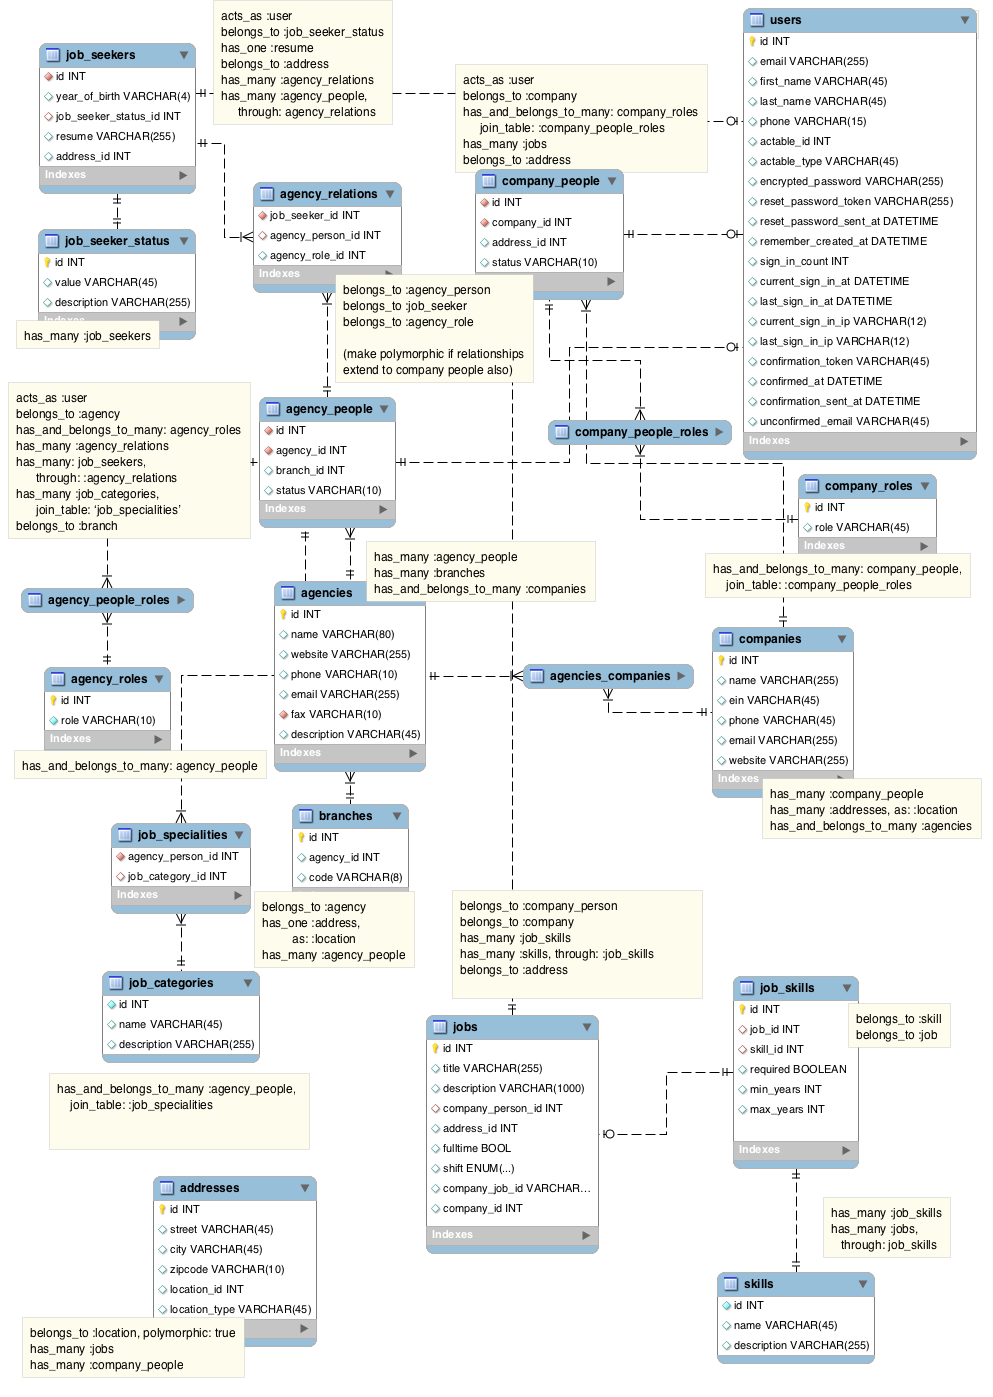 acts_as :user
belongs_to :job_seeker_status
has_one :resume
belongs_to :address
has_many :agency_relations
has_many :agency_people,
through: agency_relations
job_seekers
id INT
year_of_birth VARCHAR(4)
job_seeker_status_id INT
resume VARCHAR(255)
address_id INT
Indexes
acts_as :user
belongs_to :company
has_and_belongs_to_many: company_roles
join_table: :company_people_roles
has_many :jobs
belongs_to :address
users
id INT
email VARCHAR(255)
first_name VARCHAR(45)
last_name VARCHAR(45)
phone VARCHAR(15)
actable_id INT
actable_type VARCHAR(45)
encrypted_password VARCHAR(255)
reset_password_token VARCHAR(255)
reset_password_sent_at DATETIME
remember_created_at DATETIME
sign_in_count INT
current_sign_in_at DATETIME
last_sign_in_at DATETIME
current_sign_in_ip VARCHAR(12)
last_sign_in_ip VARCHAR(12)
confirmation_token VARCHAR(45)
confirmed_at DATETIME
confirmation_sent_at DATETIME
unconfirmed_email VARCHAR(45)
Indexes
agency_relations
job_seeker_id INT
agency_person_id INT
agency_role_id INT
Indexes
company_people
id INT
company_id INT
address_id INT
status VARCHAR(10)
job_seeker_status
id INT
value VARCHAR(45)
description VARCHAR(255)
Indexes
has_many :job_seekers
belongs_to :agency_person
belongs_to :job_seeker
belongs_to :agency_role
(make polymorphic if relationships
extend to company people also)
acts_as :user
belongs_to :agency
has_and_belongs_to_many: agency_roles
has_many :agency_relations
has_many: job_seekers,
through: :agency_relations
has_many :job_categories,
join_table: ‘job_specialities’
belongs_to :branch
agency_people
id INT
agency_id INT
branch_id INT
status VARCHAR(10)
Indexes
company_people_roles
company_roles
id INT
role VARCHAR(45)
Indexes
has_and_belongs_to_many: company_people,
join_table: :company_people_roles
has_many :agency_people
has_many :branches
has_and_belongs_to_many :companies
agency_people_roles
agencies
id INT
name VARCHAR(80)
website VARCHAR(255)
phone VARCHAR(10)
email VARCHAR(255)
fax VARCHAR(10)
description VARCHAR(45)
Indexes
agency_roles
id INT
role VARCHAR(10)
Indexes
has_and_belongs_to_many: agency_people
agencies_companies
companies
id INT
name VARCHAR(255)
ein VARCHAR(45)
phone VARCHAR(45)
email VARCHAR(255)
website VARCHAR(255)
Indexes
has_many :company_people
has_many :addresses, as: :location
has_and_belongs_to_many :agencies
job_specialities
agency_person_id INT
job_category_id INT
Indexes
branches
id INT
agency_id INT
code VARCHAR(8)
belongs_to :agency
has_one :address,
as: :location
has_many :agency_people
belongs_to :company_person
belongs_to :company
has_many :job_skills
has_many :skills, through: :job_skills
belongs_to :address
job_categories
id INT
name VARCHAR(45)
description VARCHAR(255)
has_and_belongs_to_many :agency_people,
join_table: :job_specialities
jobs
id INT
title VARCHAR(255)
description VARCHAR(1000)
company_person_id INT
address_id INT
fulltime BOOL
shift ENUM(...)
company_job_id VARCHAR...
company_id INT
Indexes
job_skills
id INT
job_id INT
skill_id INT
required BOOLEAN
min_years INT
max_years INT
Indexes
belongs_to :skill
belongs_to :job
has_many :job_skills
has_many :jobs,
through: :job_skills
skills
id INT
name VARCHAR(45)
description VARCHAR(255)
addresses
id INT
street VARCHAR(45)
city VARCHAR(45)
zipcode VARCHAR(10)
location_id INT
location_type VARCHAR(45)
belongs_to :location, polymorphic: true
has_many :jobs
has_many :company_people